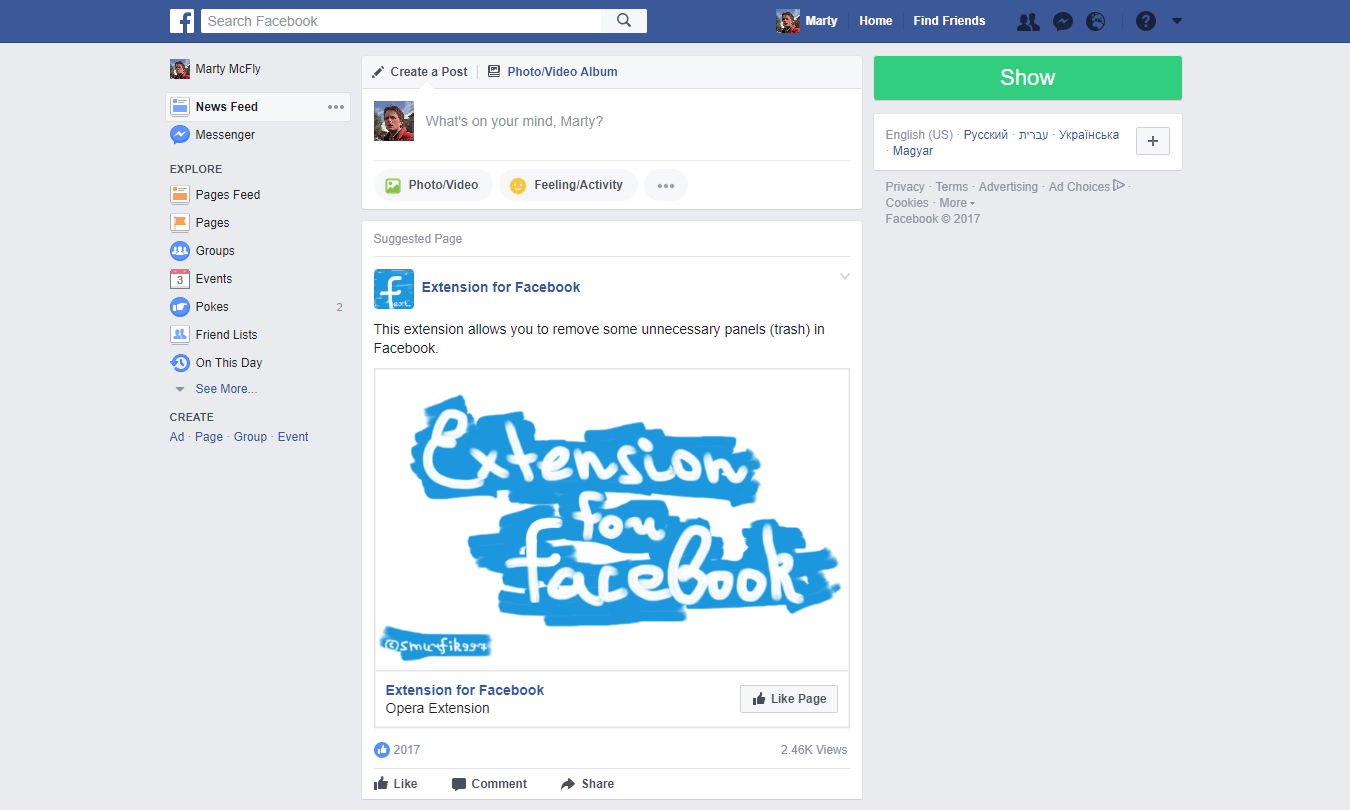 Search Facebook
Marty
Home
Find Friends
Marty McFly
News Feed
Messenger
EXPLORE
Pages Feed
Pages
Groups
3 Events
Pokes 2
Friend Lists
On This Day
See More...
CREATE
Ad · Page · Group · Event
Create a Post
Photo/Video Album
What's on your mind, Marty?
Photo/Video
Feeling/Activity
Suggested Page
f ext.
Extension for Facebook
This extension allows you to remove some unnecessary panels (trash) in
Facebook.
Extension
for
facebook
©smurfik997
Extension for Facebook
Opera Extension
Like Page
2017
2.46K Views
Like
Comment
Share
Show
English (US) · Русский · עברית · Українська
· Magyar
Privacy · Terms · Advertising · Ad Choices ·
Cookies · More
Facebook © 2017